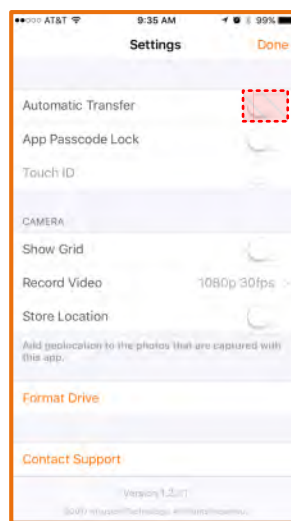 AT&T 9:35 AM 99%
Settings Done
Automatic Transfer
App Passcode Lock
Touch ID
CAMERA
Show Grid
Record Video 1080p 30fps >
Store Location
Add geolocation to the photos that are captured with
this app.
Format Drive
Contact Support
Version